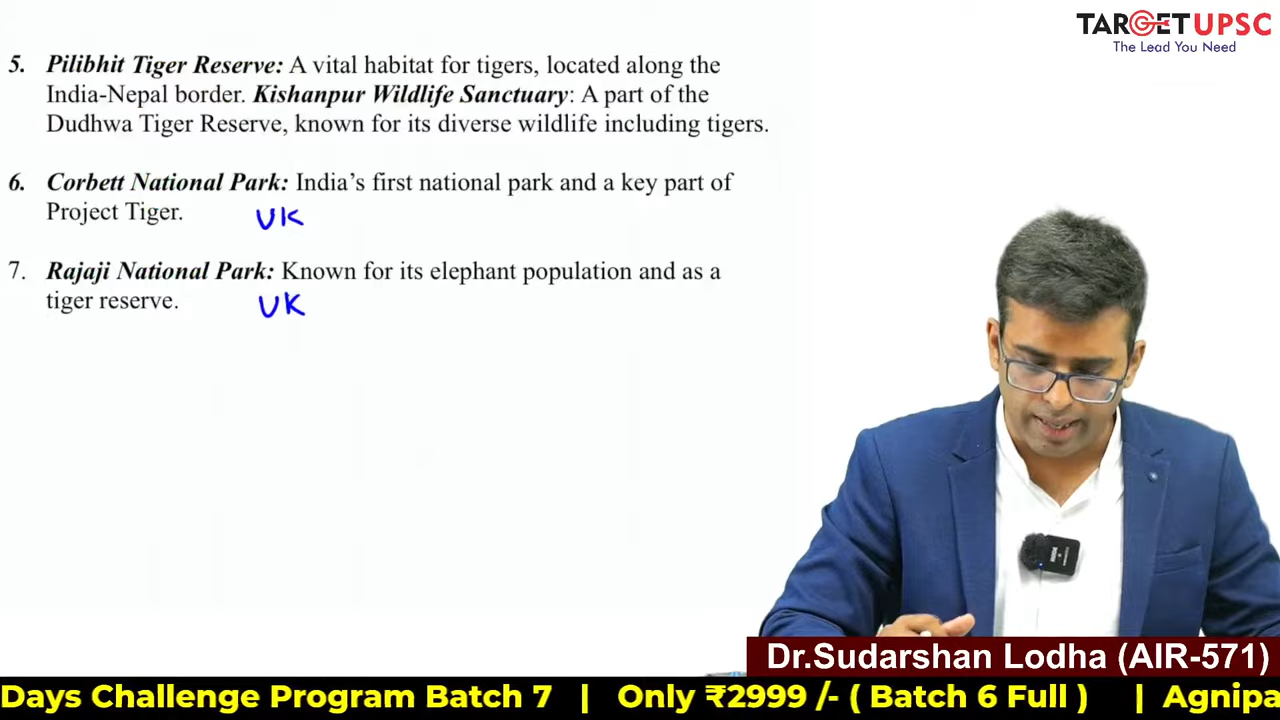 TARGETUPSC
The Lead You Need
5. Pilibhit Tiger Reserve: A vital habitat for tigers, located along the
India-Nepal border. Kishanpur Wildlife Sanctuary: A part of the
Dudhwa Tiger Reserve, known for its diverse wildlife including tigers.
6. Corbett National Park: India’s first national park and a key part of
Project Tiger.
UK
7. Rajaji National Park: Known for its elephant population and as a
tiger reserve.
UK
Dr.Sudarshan Lodha (AIR-571)
Days Challenge Program Batch 7 | Only ₹2999 /- ( Batch 6 Full ) | Agnipa